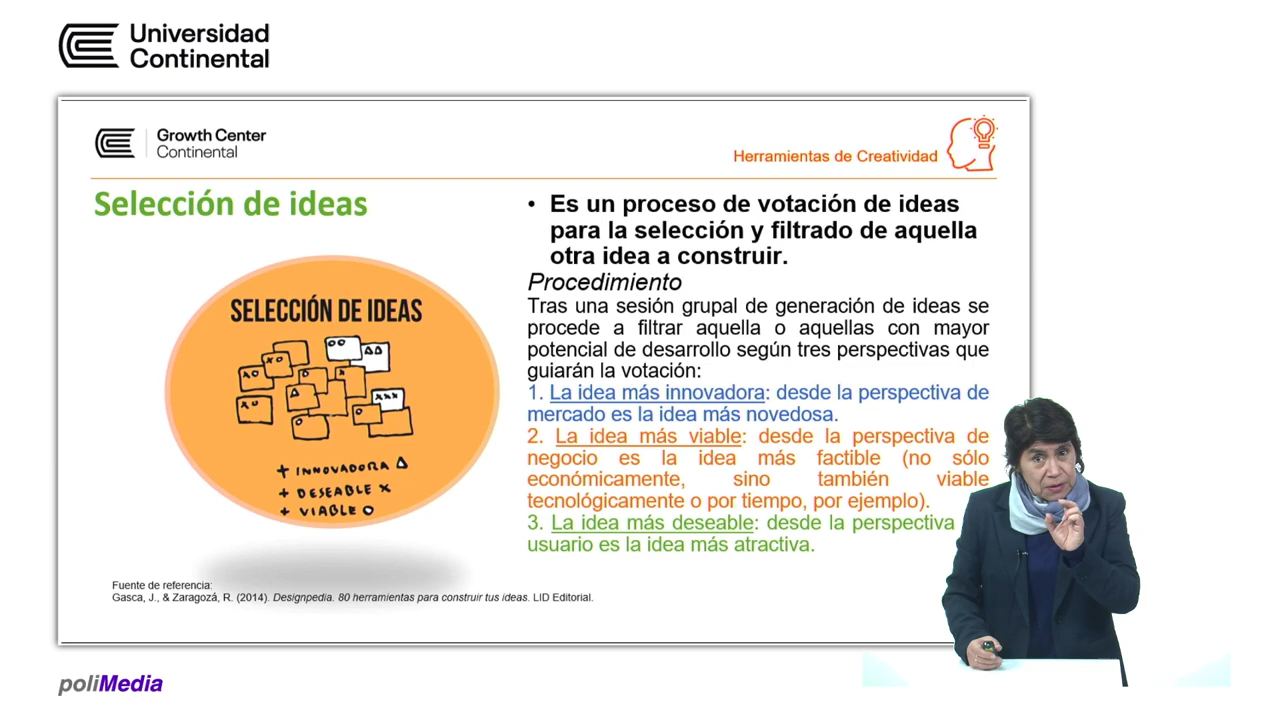 Universidad
Continental
Growth Center
Continental
Herramientas de Creatividad
Selección de ideas
SELECCIÓN DE IDEAS
+ INNOVADORA △
+ DESEABLE X
+ VIABLE O
• Es un proceso de votación de ideas
para la selección y filtrado de aquella
otra idea a construir.
Procedimiento
Tras una sesión grupal de generación de ideas se
procede a filtrar aquella o aquellas con mayor
potencial de desarrollo según tres perspectivas que
guiarán la votación:
1. La idea más innovadora: desde la perspectiva de
mercado es la idea más novedosa.
2. La idea más viable: desde la perspectiva de
negocio es la idea más factible (no sólo
económicamente, sino también viable
tecnológicamente o por tiempo, por ejemplo).
3. La idea más deseable: desde la perspectiva
usuario es la idea más atractiva.
Fuente de referencia:
Gasca, J., & Zaragozá, R. (2014). Designpedia. 80 herramientas para construir tus ideas. LID Editorial.
poliMedia